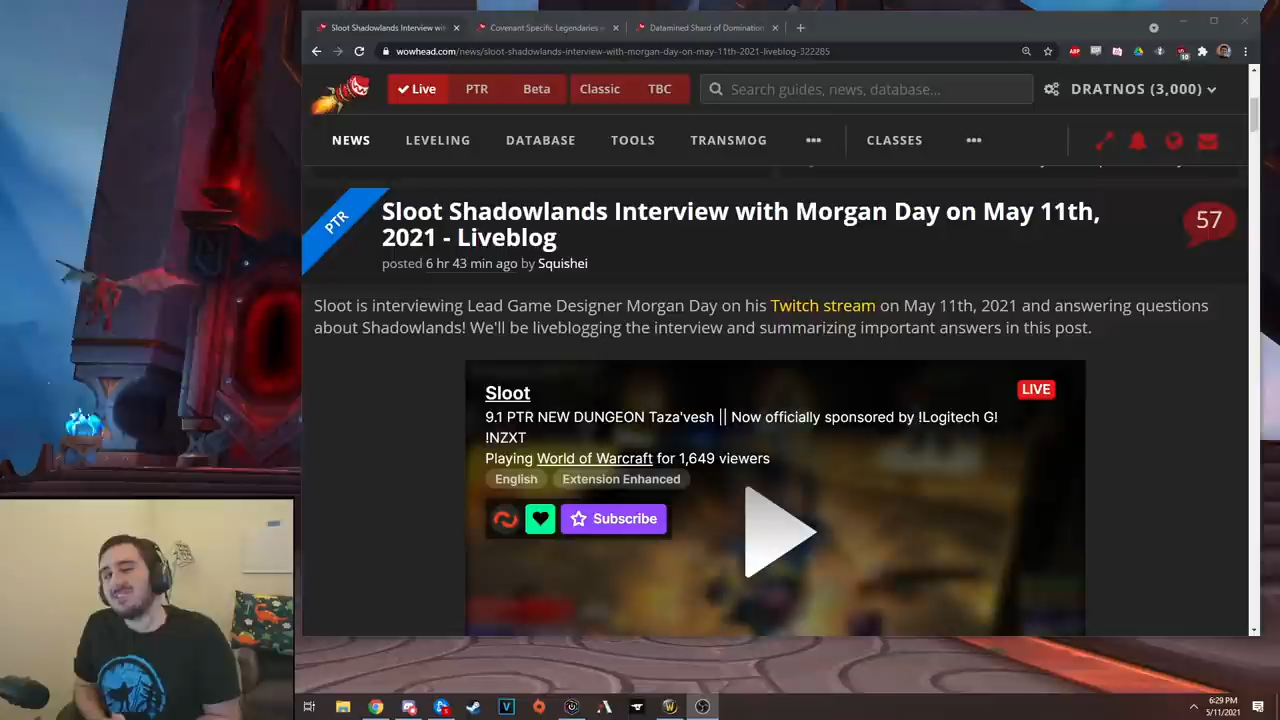 Sloot Shadowlands Interview wit
Covenant Specific Legendaries
Datamined Shard of Domination
wowhead.com/news/sloot-shadowlands-interview-with-morgan-day-on-may-11th-2021-liveblog-322285
ABP
10
Live
PTR
Beta
Classic
TBC
Search guides, news, database...
DRATNOS (3,000)
NEWS
LEVELING
DATABASE
TOOLS
TRANSMOG
CLASSES
PTR
Sloot Shadowlands Interview with Morgan Day on May 11th,
2021 - Liveblog
57
posted 6 hr 43 min ago by Squishei
Sloot is interviewing Lead Game Designer Morgan Day on his Twitch stream on May 11th, 2021 and answering questions
about Shadowlands! We'll be liveblogging the interview and summarizing important answers in this post.
Sloot
LIVE
9.1 PTR NEW DUNGEON Taza'vesh || Now officially sponsored by !Logitech G!
!NZXT
Playing World of Warcraft for 1,649 viewers
English
Extension Enhanced
Subscribe
6:29 PM
5/11/2021